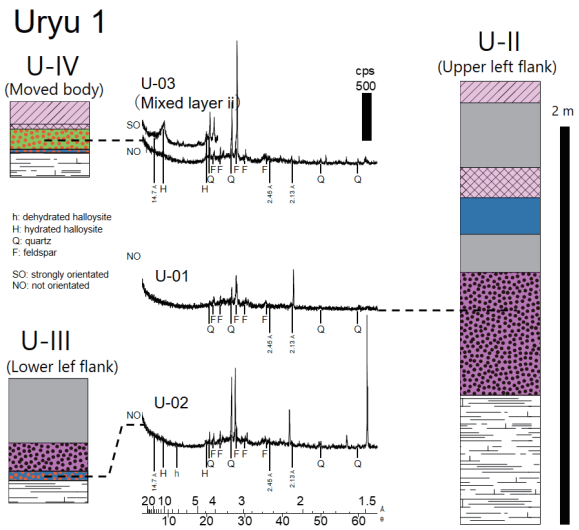 Uryu 1
U-IV
(Moved body)
U-03
(Mixed layer ii)
cps
500
U-II
(Upper left flank)
2 m
SO
NO
Q F F Q F F F Q Q
14.7 Å H H 2.45 Å 2.13 Å
h: dehydrated halloysite
H: hydrated halloysite
Q: quartz
F: feldspar
SO: strongly orientated
NO: not orientated
NO
U-01
Q F F Q F F F Q Q
2.45 Å 2.13 Å
U-III
(Lower lef flank)
NO
U-02
Q F F Q F F F Q Q
14.7 Å H h H 2.45 Å 2.13 Å
20 10 5 4 3 2 1.5 Å
10 20 30 40 50 60 θ